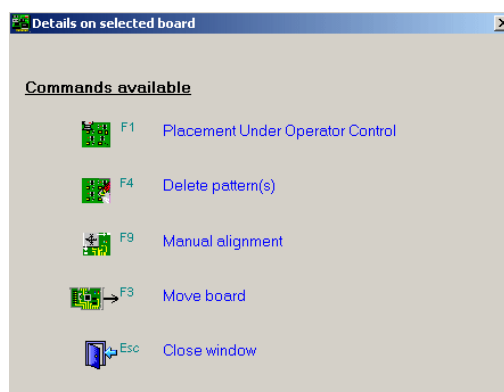 Details on selected board
Commands available
F1 Placement Under Operator Control
F4 Delete pattern(s)
F9 Manual alignment
F3 Move board
Esc Close window